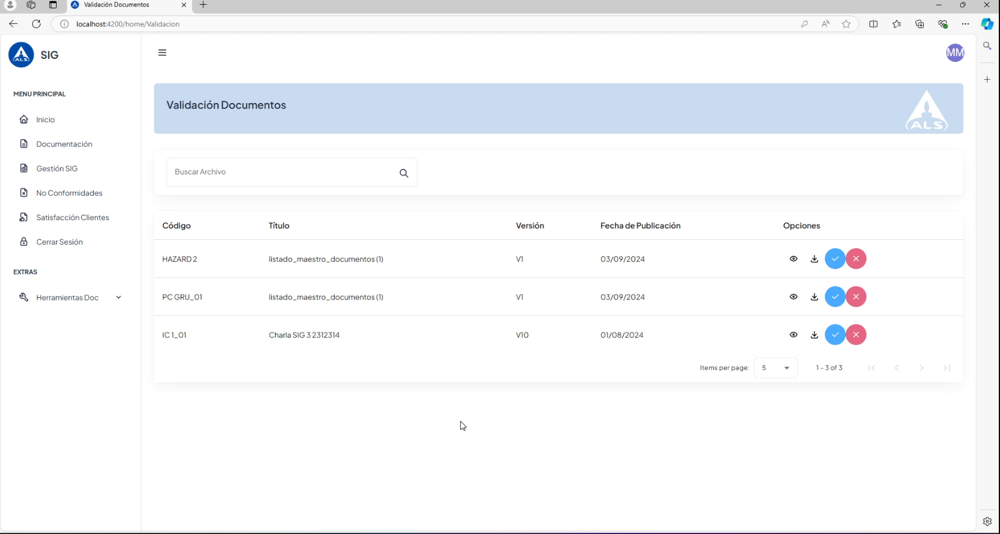 Validación Documentos
localhost:4200/home/Validacion
ALS
SIG
MM
MENU PRINCIPAL
Inicio
Documentación
Gestión SIG
No Conformidades
Satisfacción Clientes
Cerrar Sesión
EXTRAS
Herramientas Doc
Validación Documentos
ALS
Buscar Archivo
Código Título Versión Fecha de Publicación Opciones
HAZARD 2 listado_maestro_documentos (1) V1 03/09/2024
PC GRU_01 listado_maestro_documentos (1) V1 03/09/2024
IC 1_01 Charla SIG 3 2312314 V10 01/08/2024
Items per page: 5 1 – 3 of 3